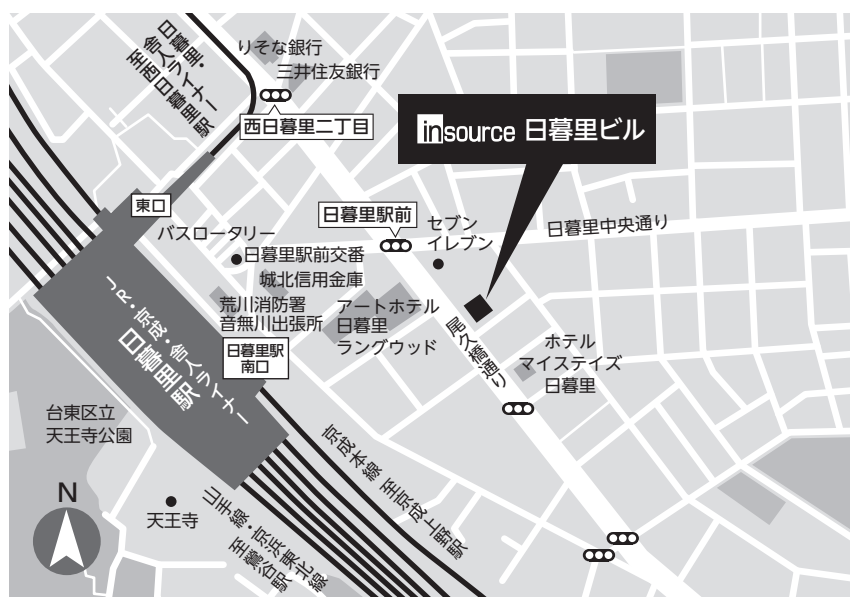 りそな銀行
三井住友銀行
日暮里・
舎人ライナー
至西日暮里駅
西日暮里二丁目
insource 日暮里ビル
東口
日暮里駅前
バスロータリー
セブン
イレブン
日暮里中央通り
日暮里駅前交番
城北信用金庫
荒川消防署
音無川出張所
アートホテル
日暮里
ラングウッド
日暮里駅
南口
JR・京成・舎人ライナー
日暮里駅
尾久橋通り
ホテル
マイステイズ
日暮里
台東区立
天王寺公園
N
天王寺
京成本線 至京成上野駅
山手線・京浜東北線
至鶯谷駅